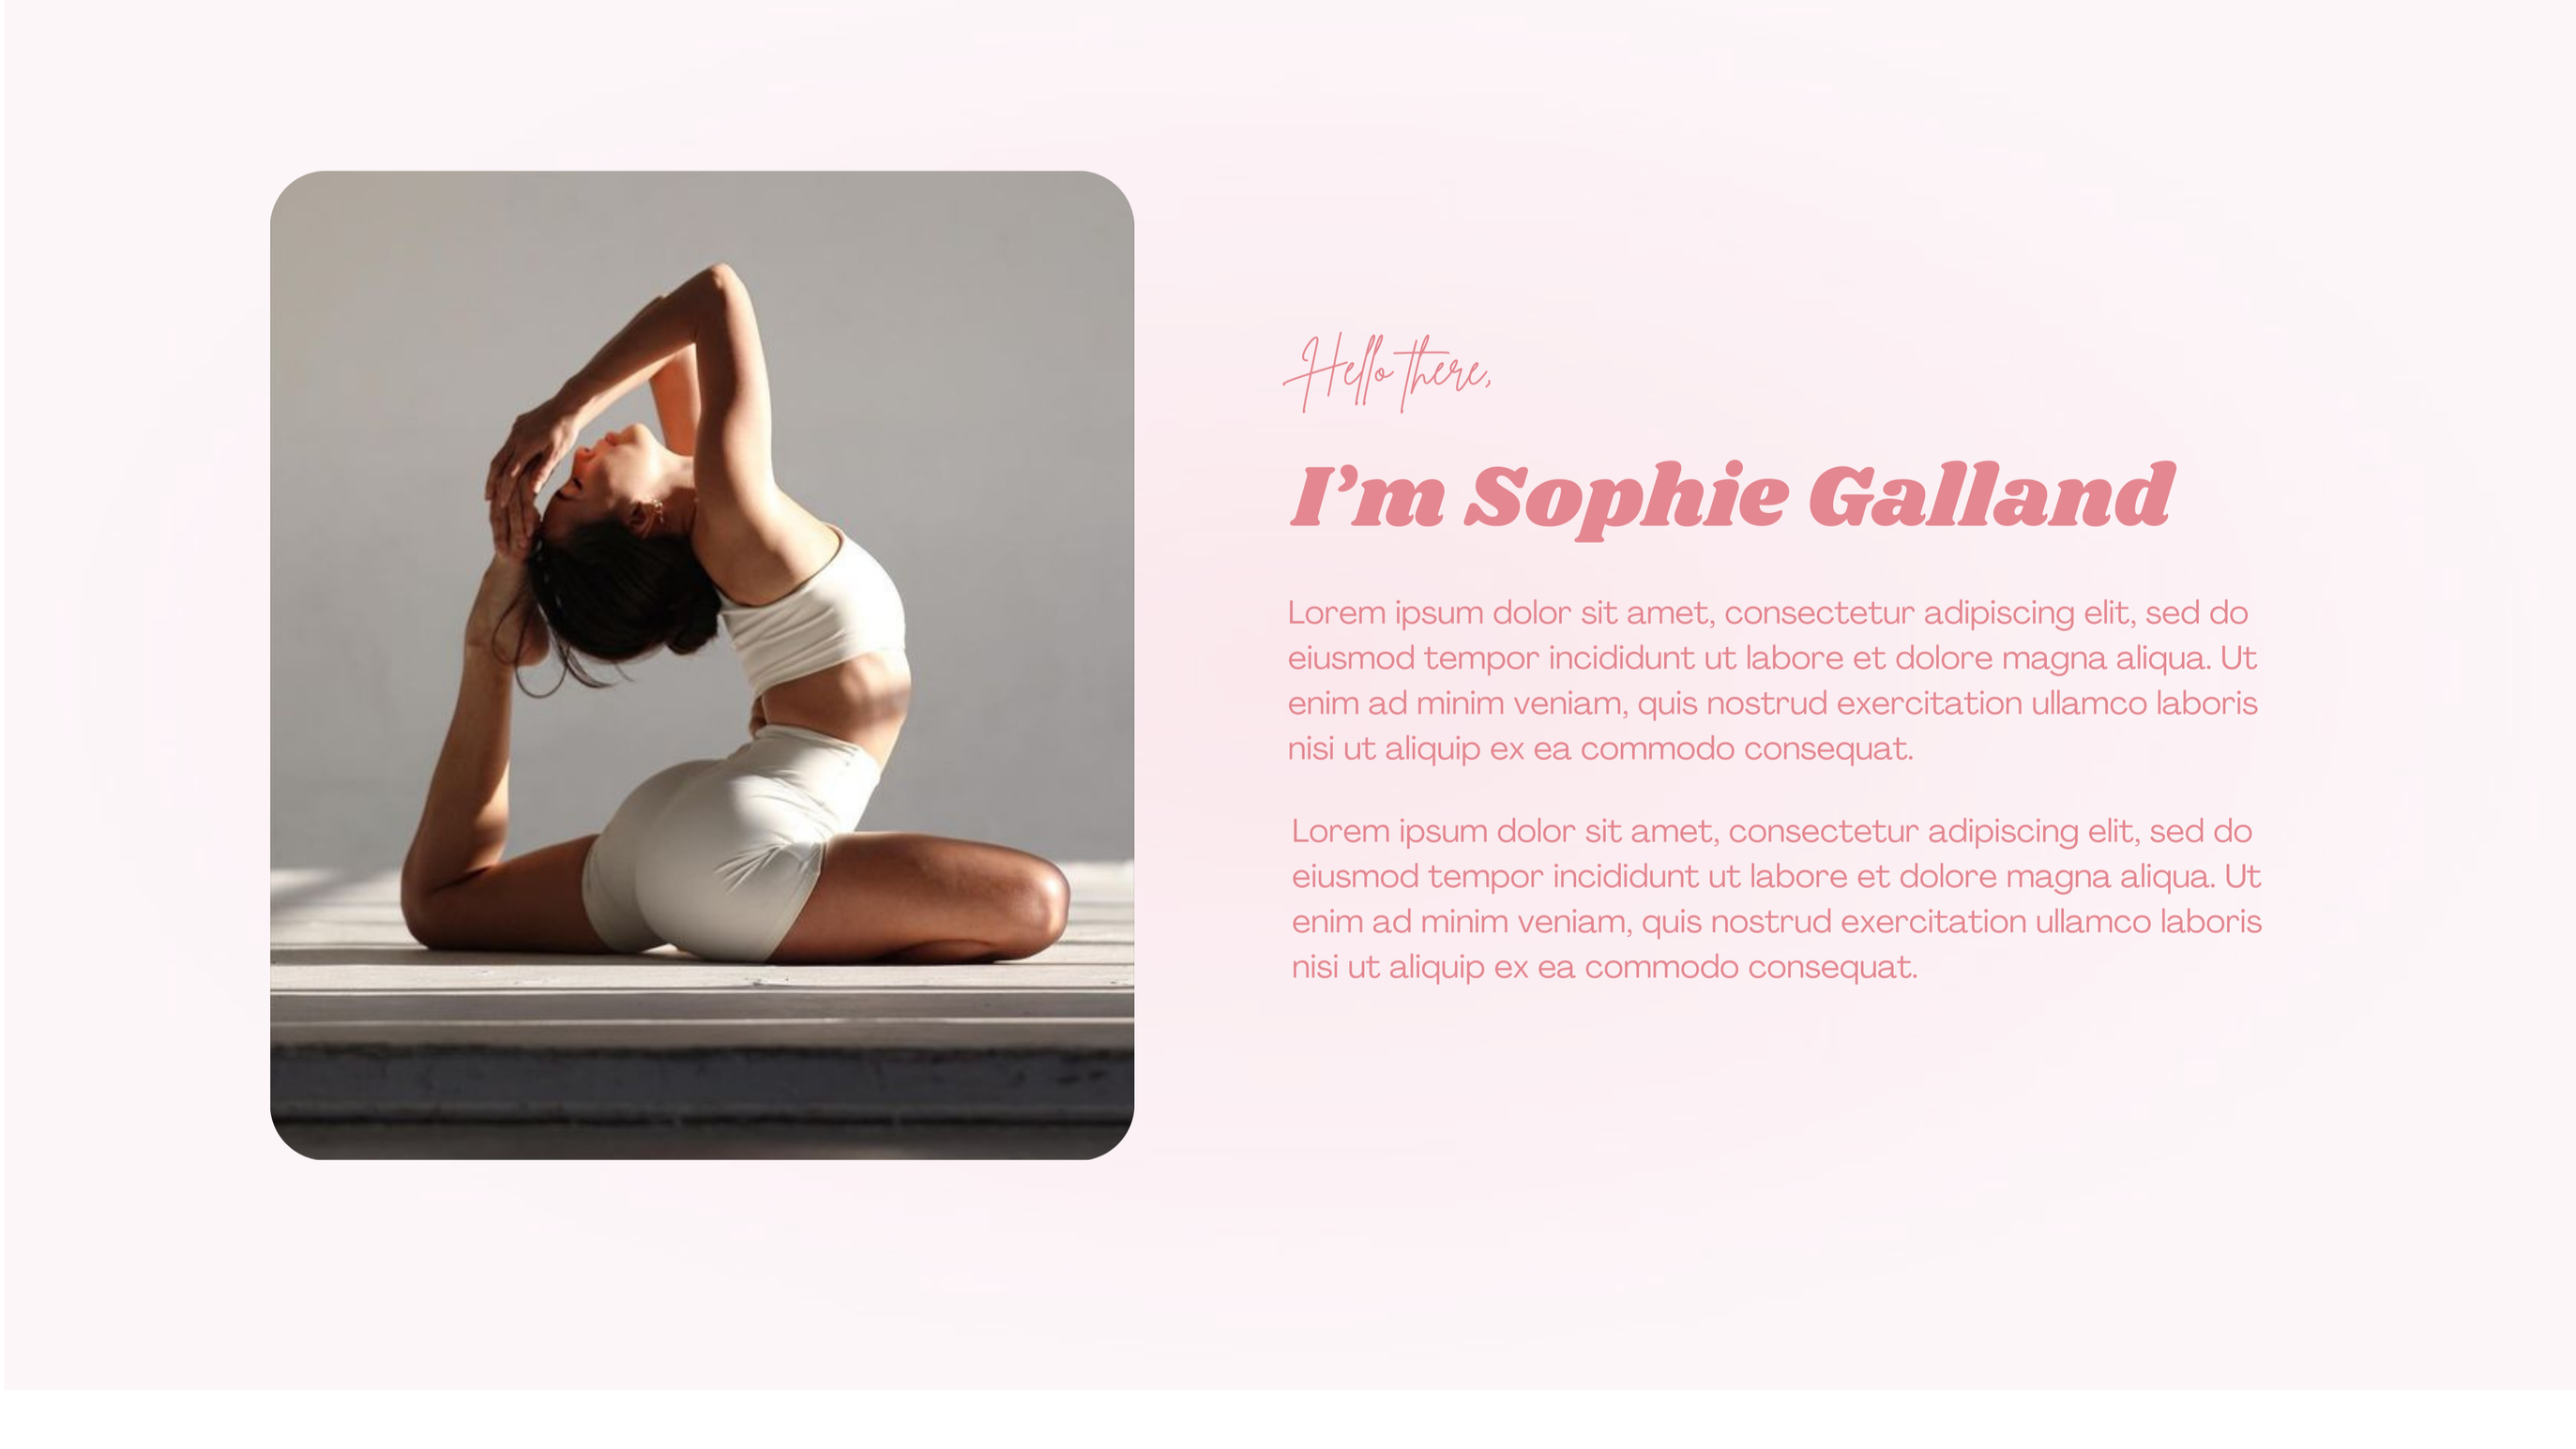 Hello there,
I’m Sophie Galland
Lorem ipsum dolor sit amet, consectetur adipiscing elit, sed do
eiusmod tempor incididunt ut labore et dolore magna aliqua. Ut
enim ad minim veniam, quis nostrud exercitation ullamco laboris
nisi ut aliquip ex ea commodo consequat.
Lorem ipsum dolor sit amet, consectetur adipiscing elit, sed do
eiusmod tempor incididunt ut labore et dolore magna aliqua. Ut
enim ad minim veniam, quis nostrud exercitation ullamco laboris
nisi ut aliquip ex ea commodo consequat.